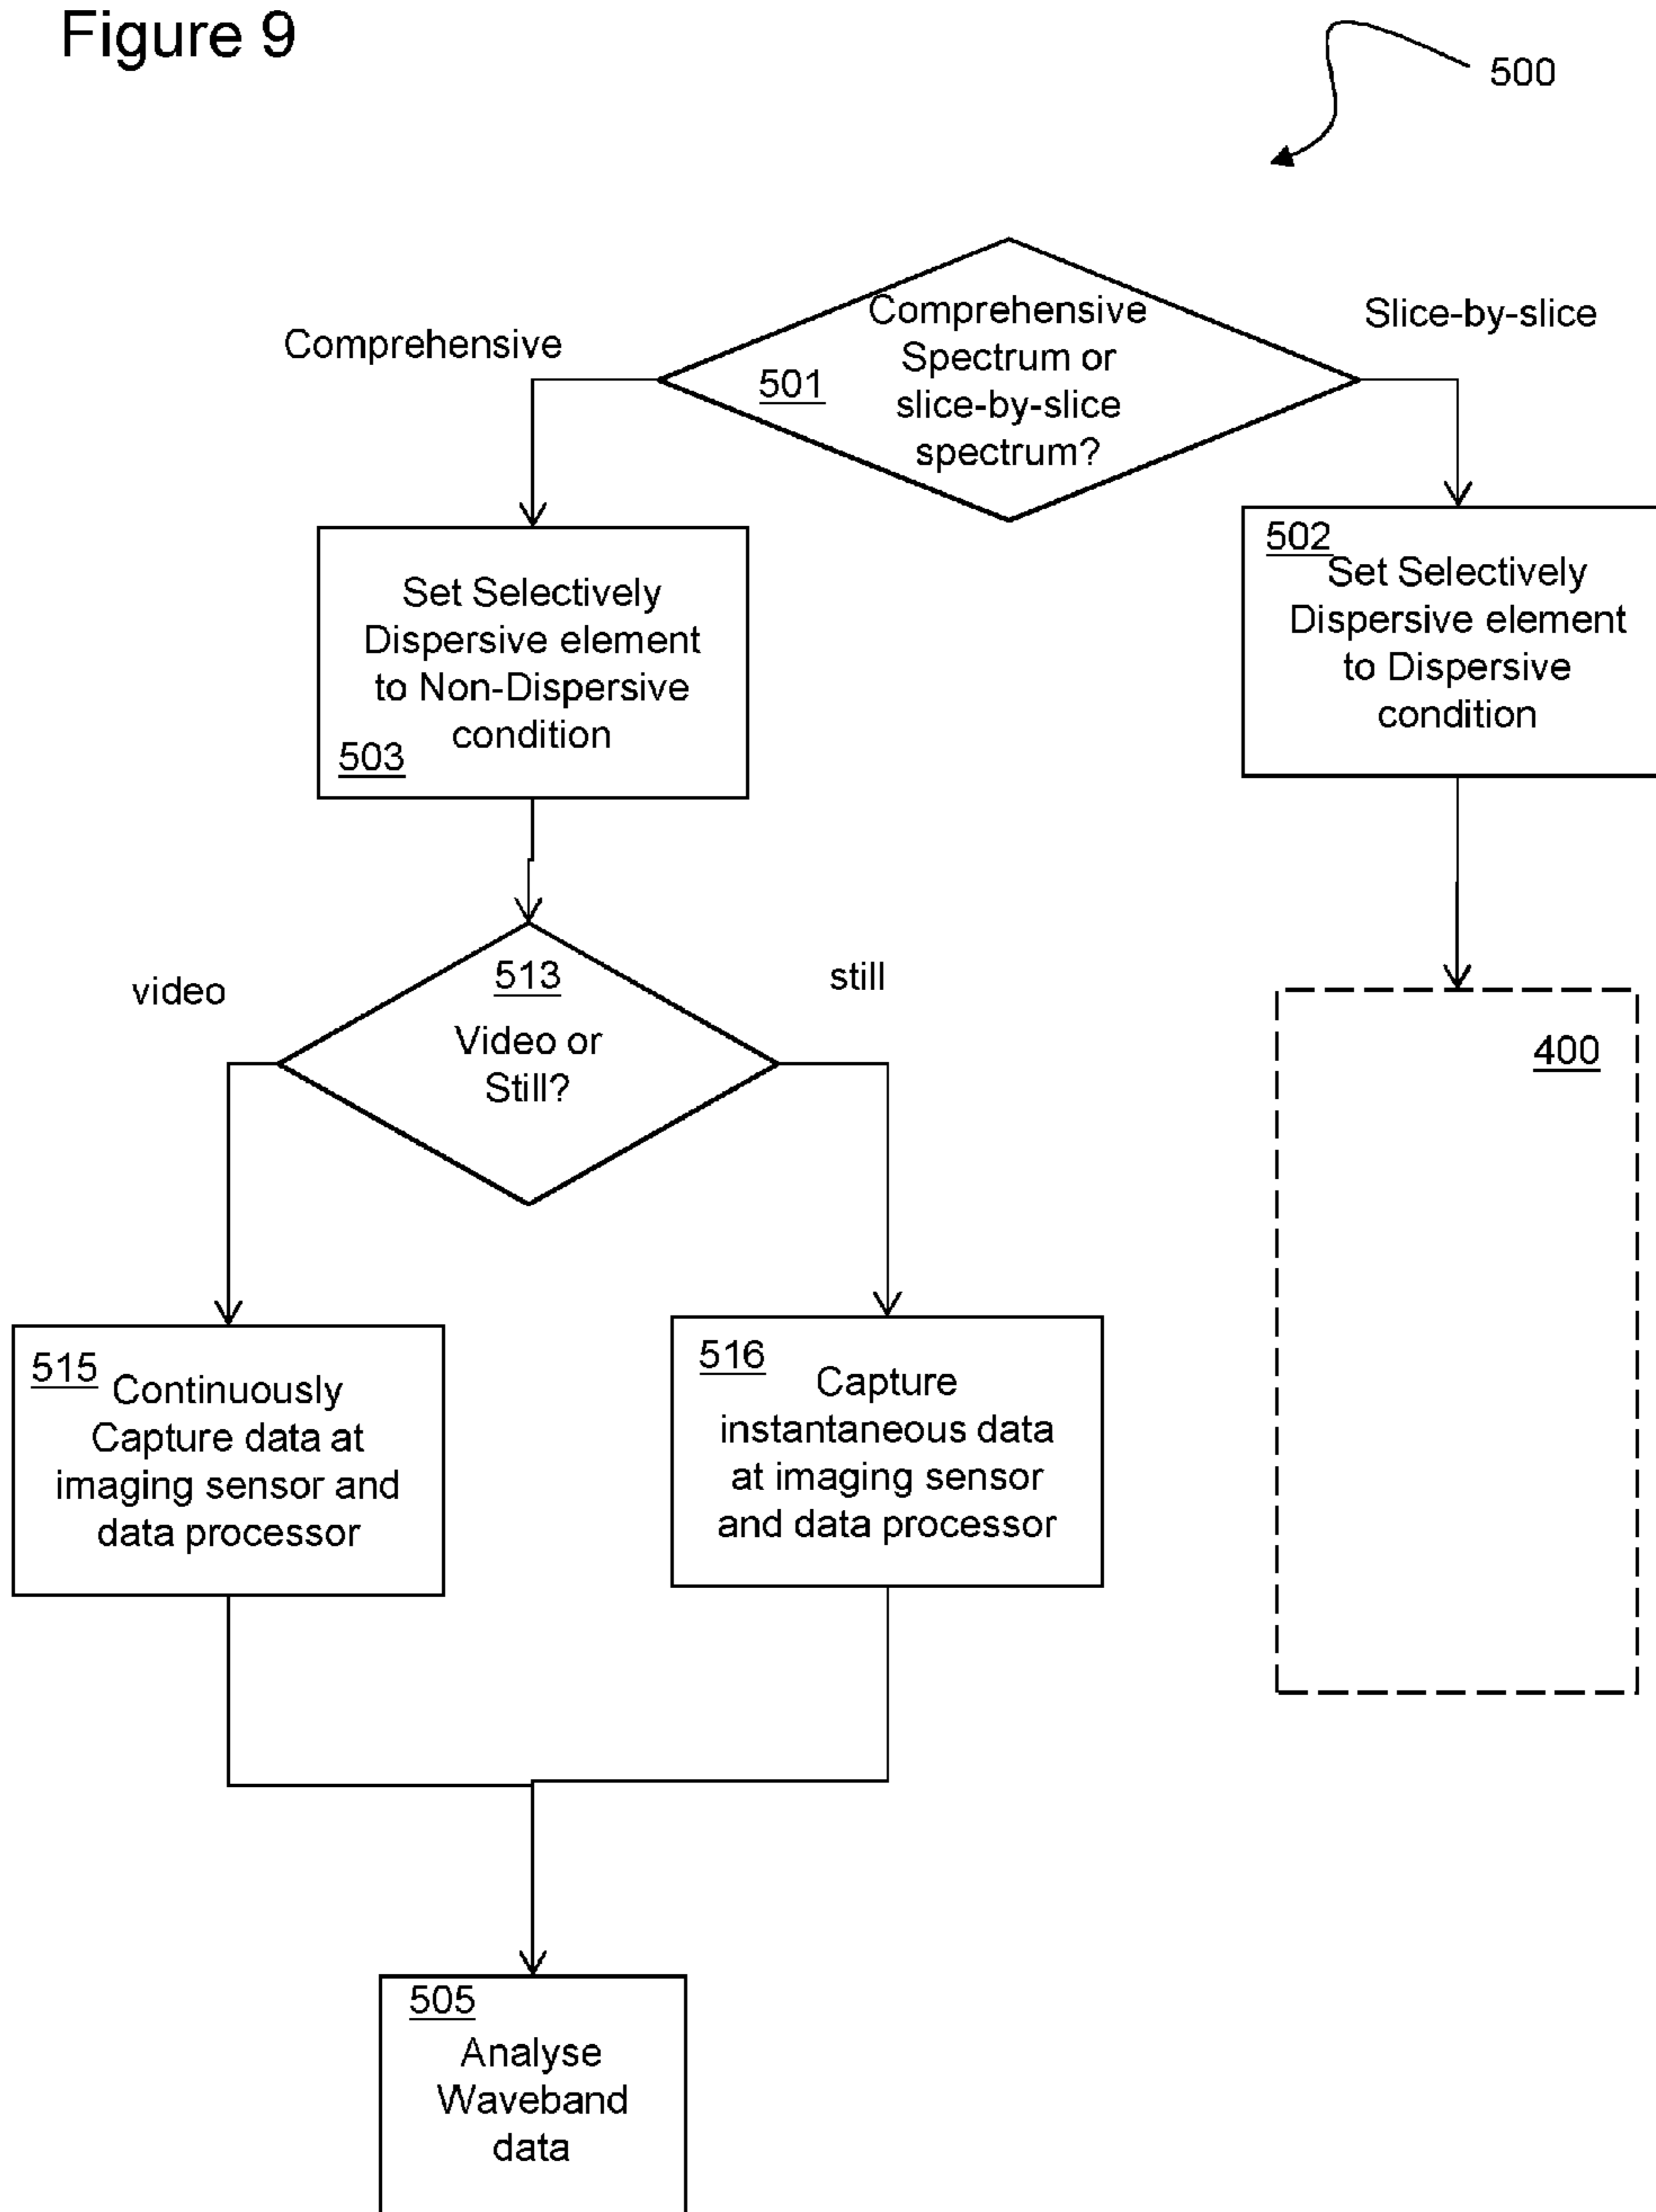 Figure 9
500
Comprehensive
Slice-by-slice
501
Comprehensive
Spectrum or
slice-by-slice
spectrum?
503
Set Selectively
Dispersive element
to Non-Dispersive
condition
502
Set Selectively
Dispersive element
to Dispersive
condition
video
still
513
Video or
Still?
400
515
Continuously
Capture data at
imaging sensor and
data processor
516
Capture
instantaneous data
at imaging sensor
and data processor
505
Analyse
Waveband
data